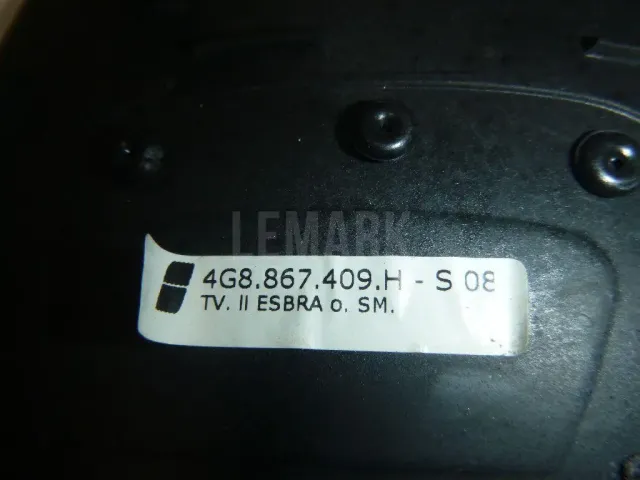 LEMARK
4G8.867.409.H - S 08
TV. II ESBRA o. SM.